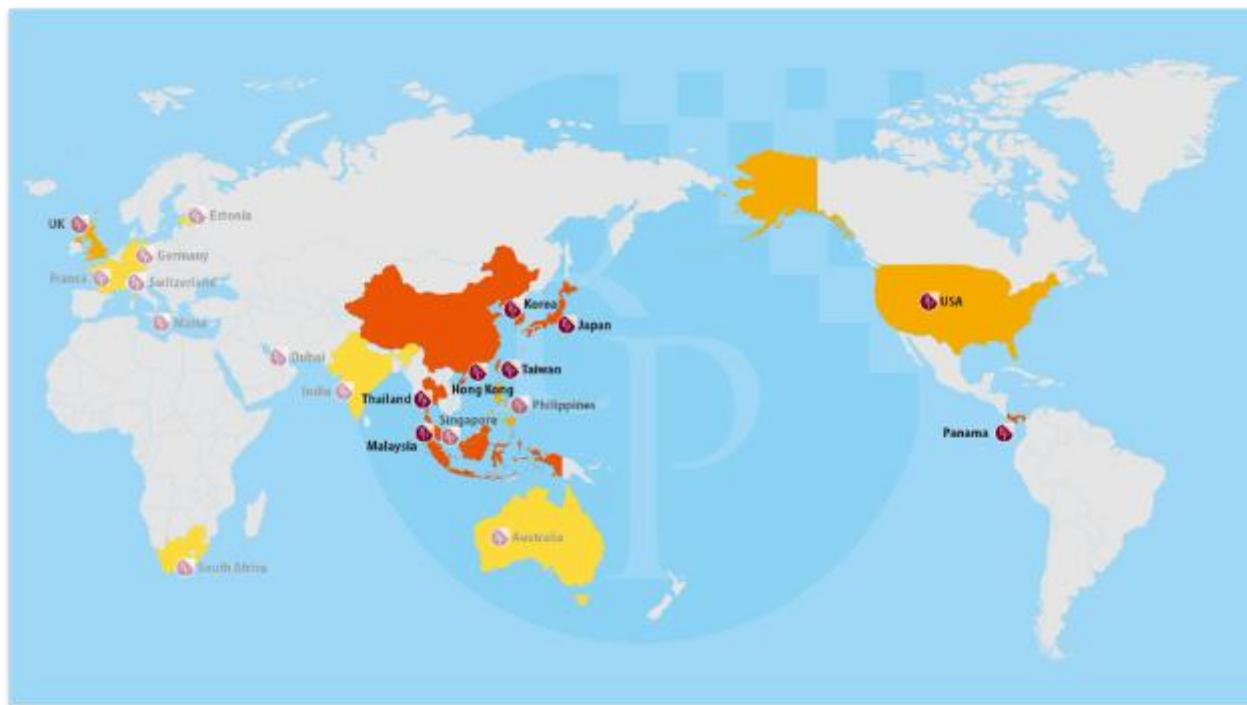 Estonia
UK
Germany
France
Switzerland
Malta
Korea
USA
Japan
Dubai
Taiwan
India
Hong Kong
Thailand
Philippines
Singapore
Malaysia
Panama
Australia
South Africa
P